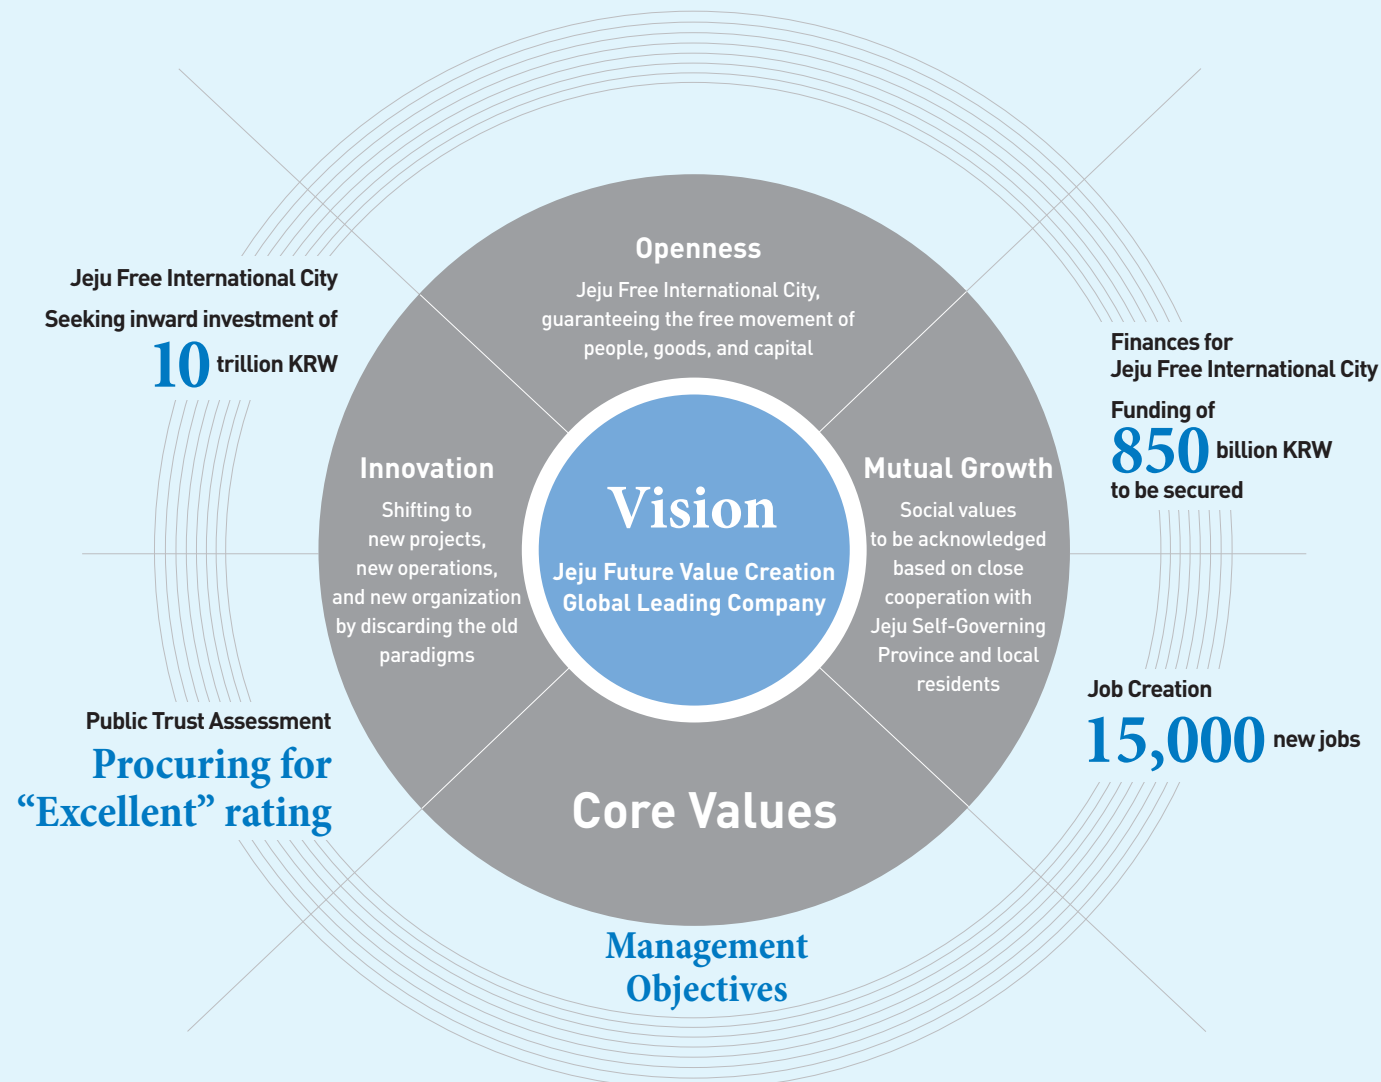 Openness
Jeju Free International City,
guaranteeing the free movement of
people, goods, and capital
Jeju Free International City
Seeking inward investment of
10 trillion KRW
Finances for
Jeju Free International City
Funding of
850 billion KRW
to be secured
Innovation
Shifting to
new projects,
new operations,
and new organization
by discarding the old
paradigms
Vision
Jeju Future Value Creation
Global Leading Company
Mutual Growth
Social values
to be acknowledged
based on close
cooperation with
Jeju Self-Governing
Province and local
residents
Public Trust Assessment
Procuring for
“Excellent” rating
Job Creation
15,000 new jobs
Core Values
Management
Objectives